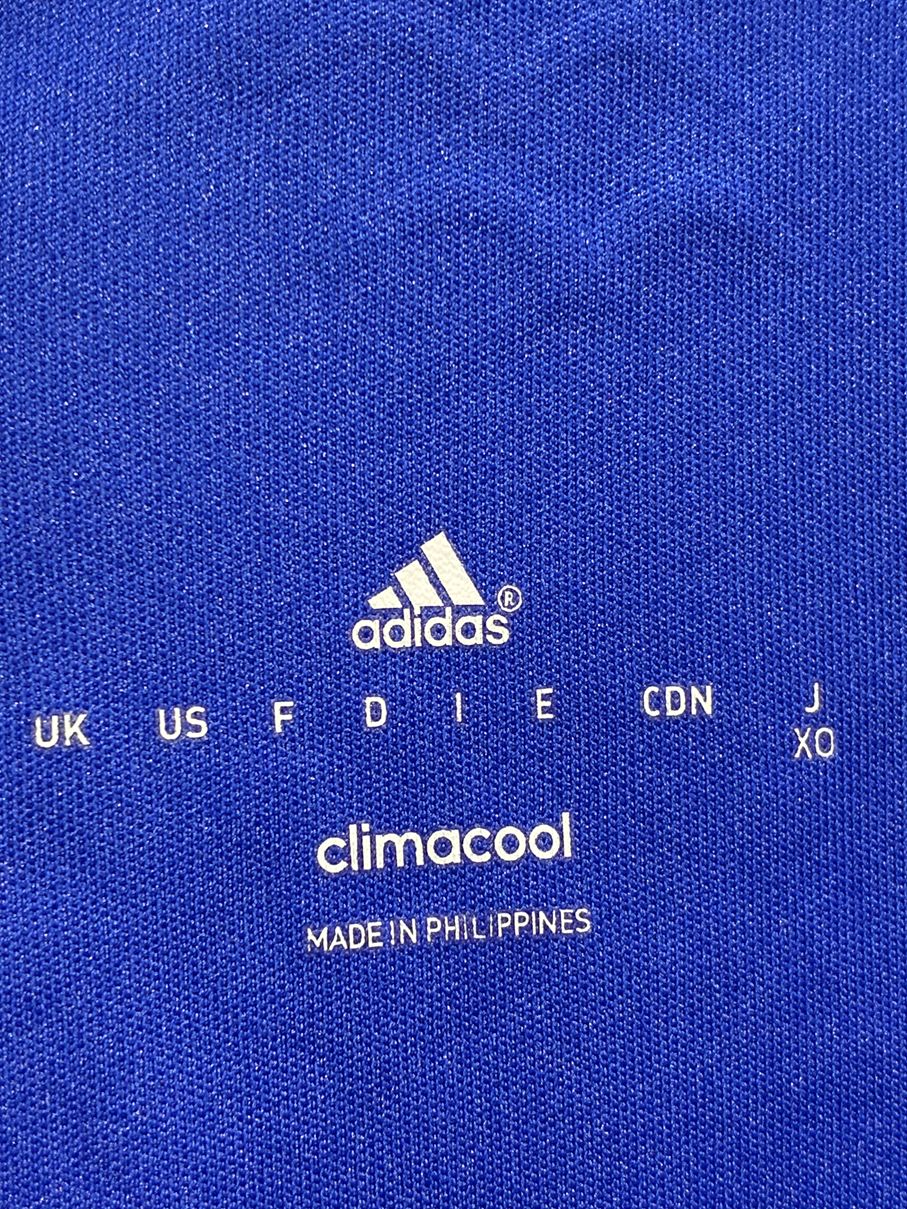 adidas®
UK US F D I E CDN J
XO
climacool
MADE IN PHILIPPINES